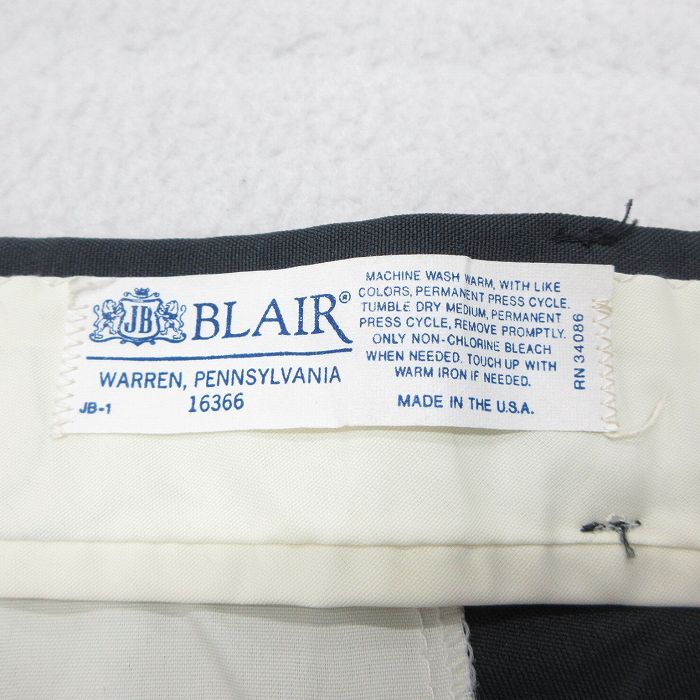 JB BLAIR®
WARREN, PENNSYLVANIA
JB-1 16366
MACHINE WASH WARM, WITH LIKE
COLORS, PERMANENT PRESS CYCLE.
TUMBLE DRY MEDIUM, PERMANENT
PRESS CYCLE, REMOVE PROMPTLY.
ONLY NON-CHLORINE BLEACH
WHEN NEEDED. TOUCH UP WITH
WARM IRON IF NEEDED.
MADE IN THE U.S.A.
RN 34086